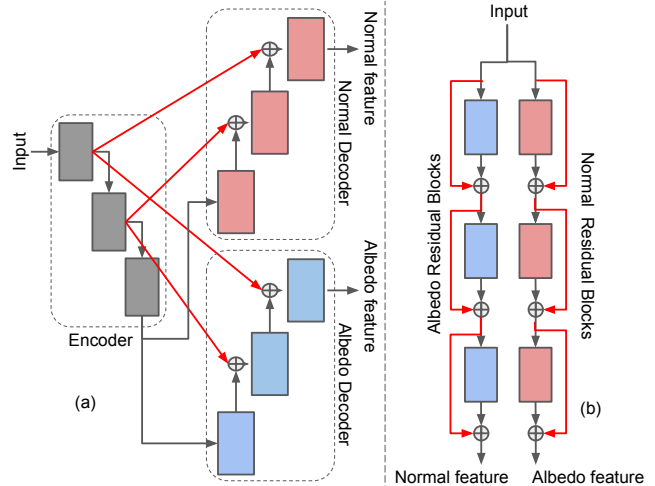 Input
Encoder
(a)
Normal Decoder
Normal feature
Albedo Decoder
Albedo feature
Input
Albedo Residual Blocks
Normal Residual Blocks
(b)
Normal feature
Albedo feature